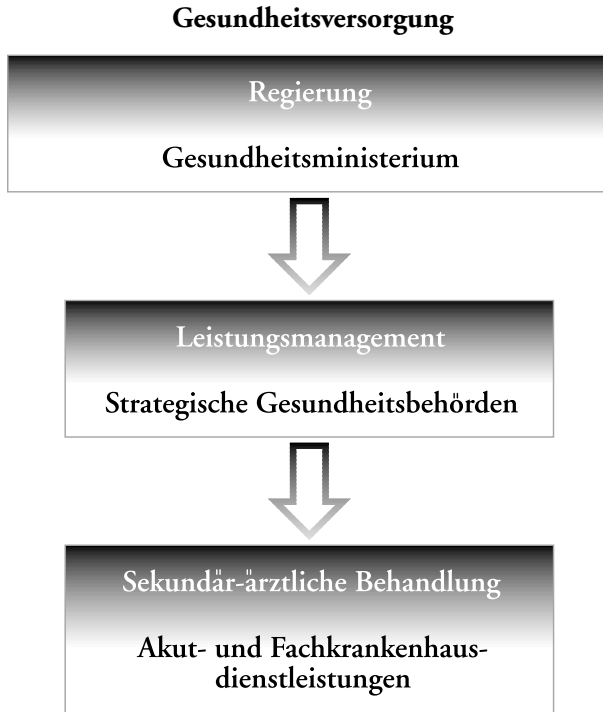 Gesundheitsversorgung
Regierung
Gesundheitsministerium
Leistungsmanagement
Strategische Gesundheitsbehörden
Sekundär-ärztliche Behandlung
Akut- und Fachkrankenhaus-
dienstleistungen